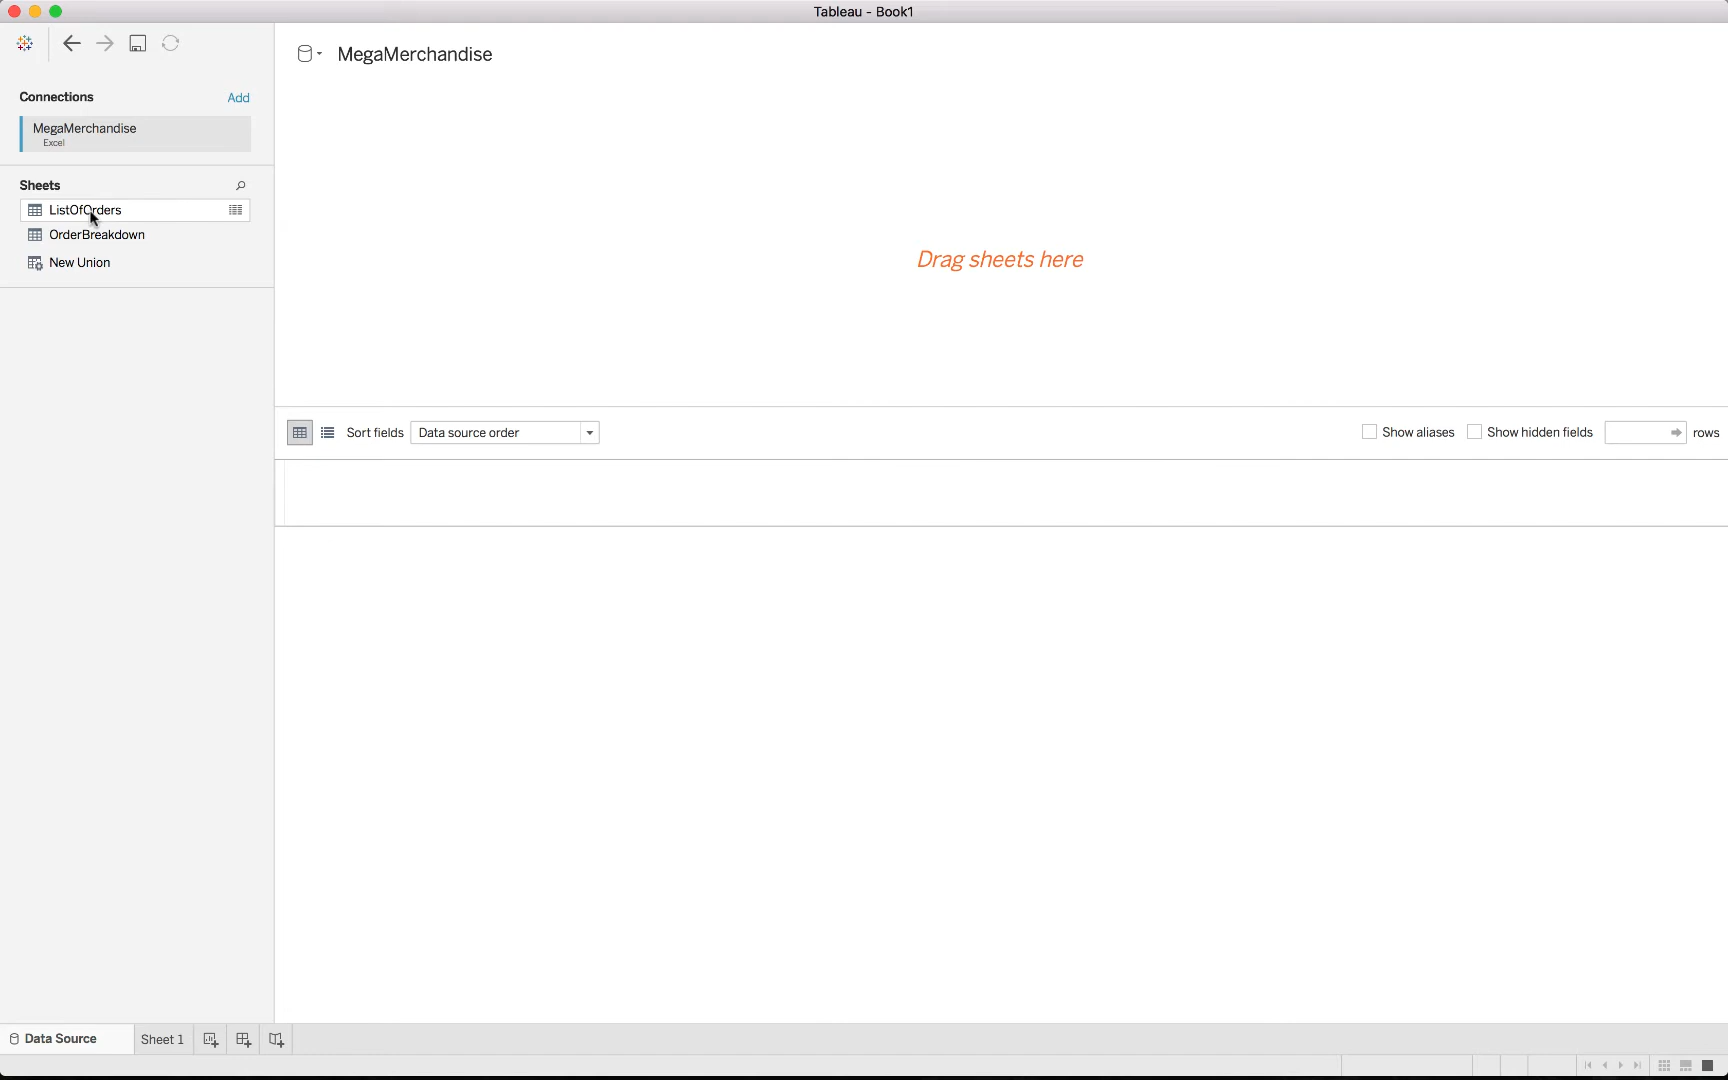 Tableau - Book1
MegaMerchandise
Connections
Add
MegaMerchandise
Excel
Sheets
ListOfOrders
OrderBreakdown
New Union
Drag sheets here
Sort fields
Data source order
Show aliases
Show hidden fields
rows
Data Source
Sheet 1